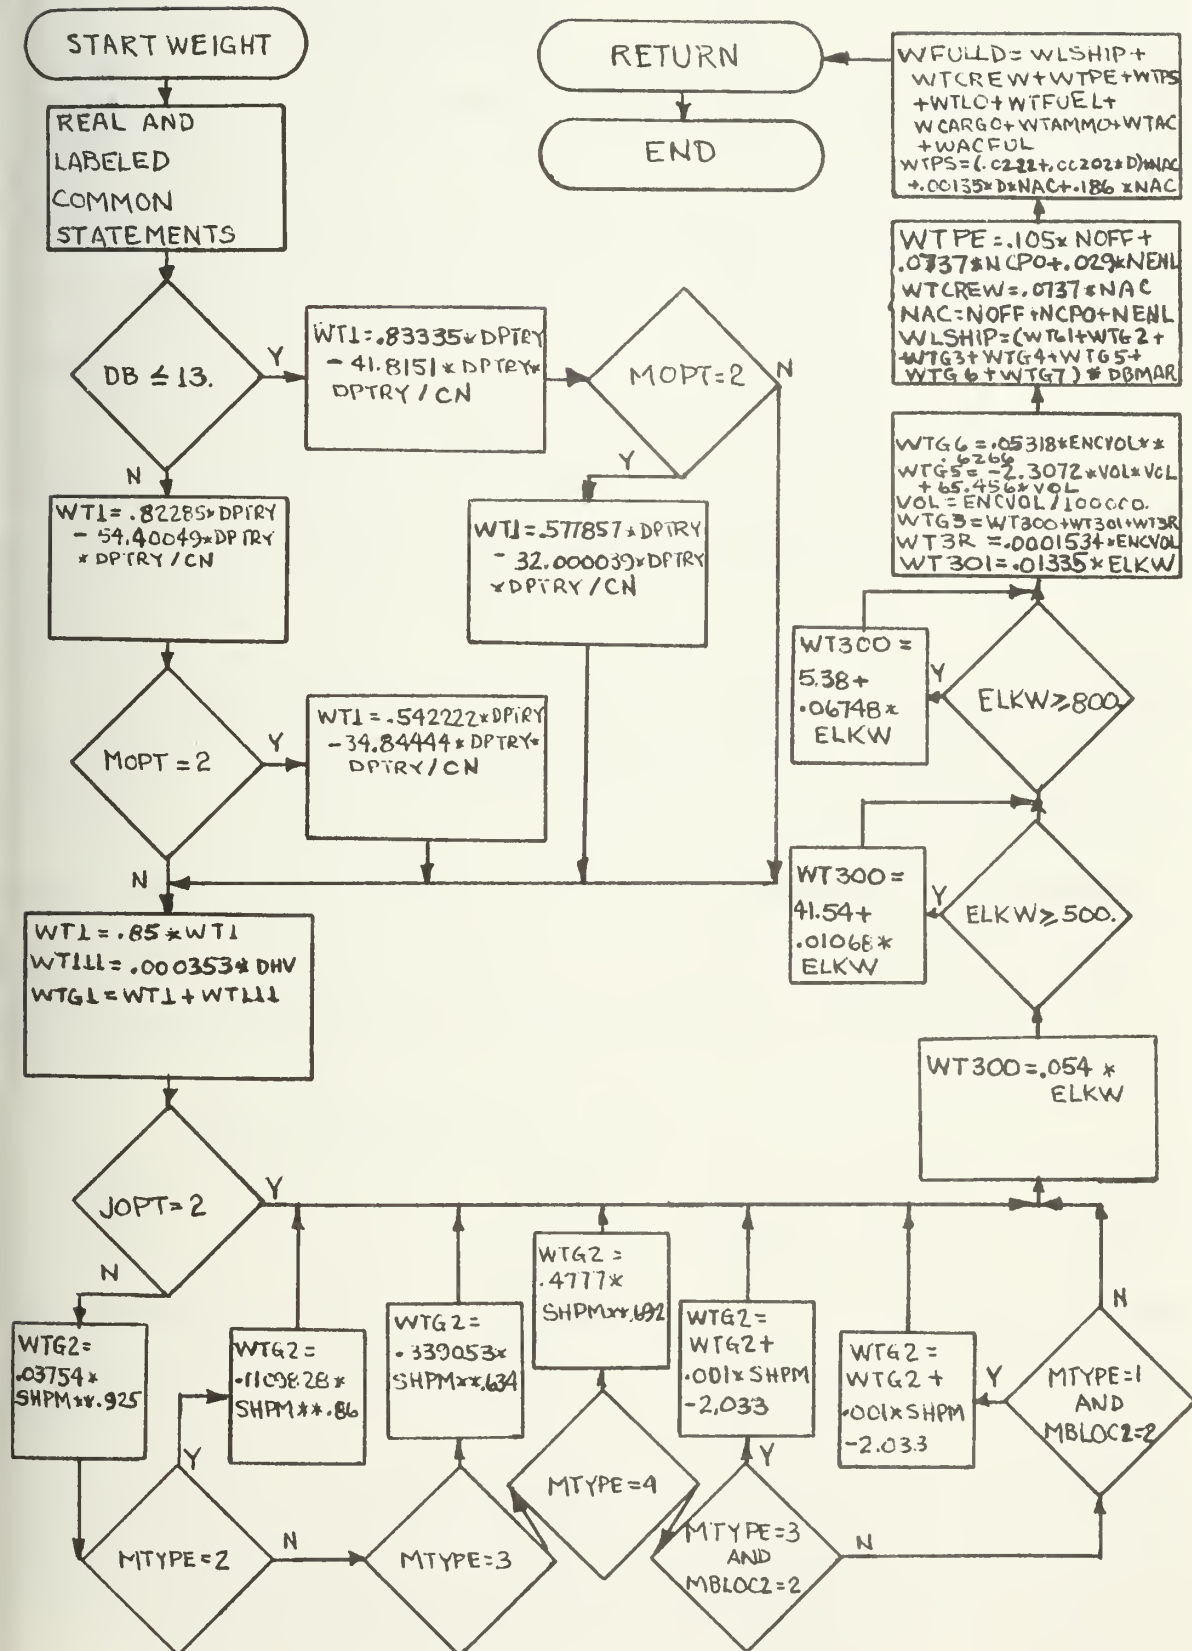 START WEIGHT
REAL AND
LABELED
COMMON
STATEMENTS
DB ≤ 13.
Y
N
WT1=.83335*DPTRY
-41.8151*DPTRY*
DPTRY/CN
MOPT=2
N
Y
WT1=.82285*DPTRY
-54.40049*DPTRY
*DPTRY/CN
WT1=.577857*DPTRY
-32.000039*DPTRY
*DPTRY/CN
MOPT=2
Y
N
WT1=.542222*DPTRY
-34.84444*DPTRY*
DPTRY/CN
WT1=.85*WT1
WT111=.000353*DHV
WTG1=WT1+WT111
JOPT=2
Y
N
WTG2=
.03754*
SHPM**.925
MTYPE=2
Y
N
WTG2=
SHPM**.86
MTYPE=3
WTG2=
.339053*
SHPM**.634
MTYPE=4
WTG2=
.4777*
SHPM**.692
MTYPE=3
AND
MBLOC2=2
Y
N
WTG2=
WTG2+
.001*SHPM
-2.033
MTYPE=1
AND
MBLOC2=2
Y
N
WTG2=
WTG2+
.001*SHPM
-2.033
WT300=.054*
ELKW
ELKW≥500.
Y
WT300=
41.54+
.01068*
ELKW
ELKW≥800.
Y
WT300=
5.38+
.06748*
ELKW
WTG6=.05318*ENCVOL**
.6266
WTG5=-2.3072*VOL*VOL
+65.456*VOL
VOL=ENCVOL/100000.
WTG3=WT300+WT301+WT3R
WT3R=.0001534*ENCVOL
WT301=.01335*ELKW
WTPE=.105*NOFF+
.0737*NCPO+.029*NENL
WTCREW=.0737*NAC
NAC=NOFF+NCPO+NENL
WLSHIP=(WTG1+WTG2+
+WTG3+WTG4+WTG5+
WTG6+WTG7)*DBMAR
WFULLD=WLSHIP+
WTCREW+WTPE+WTPS
+WTLO+WTFUEL+
WCARGO+WTAMMO+WTAC
+WACFUL
WTPS=(.0222+.00202*D)*NAC
+.00135*D*NAC+.186*NAC
RETURN
END